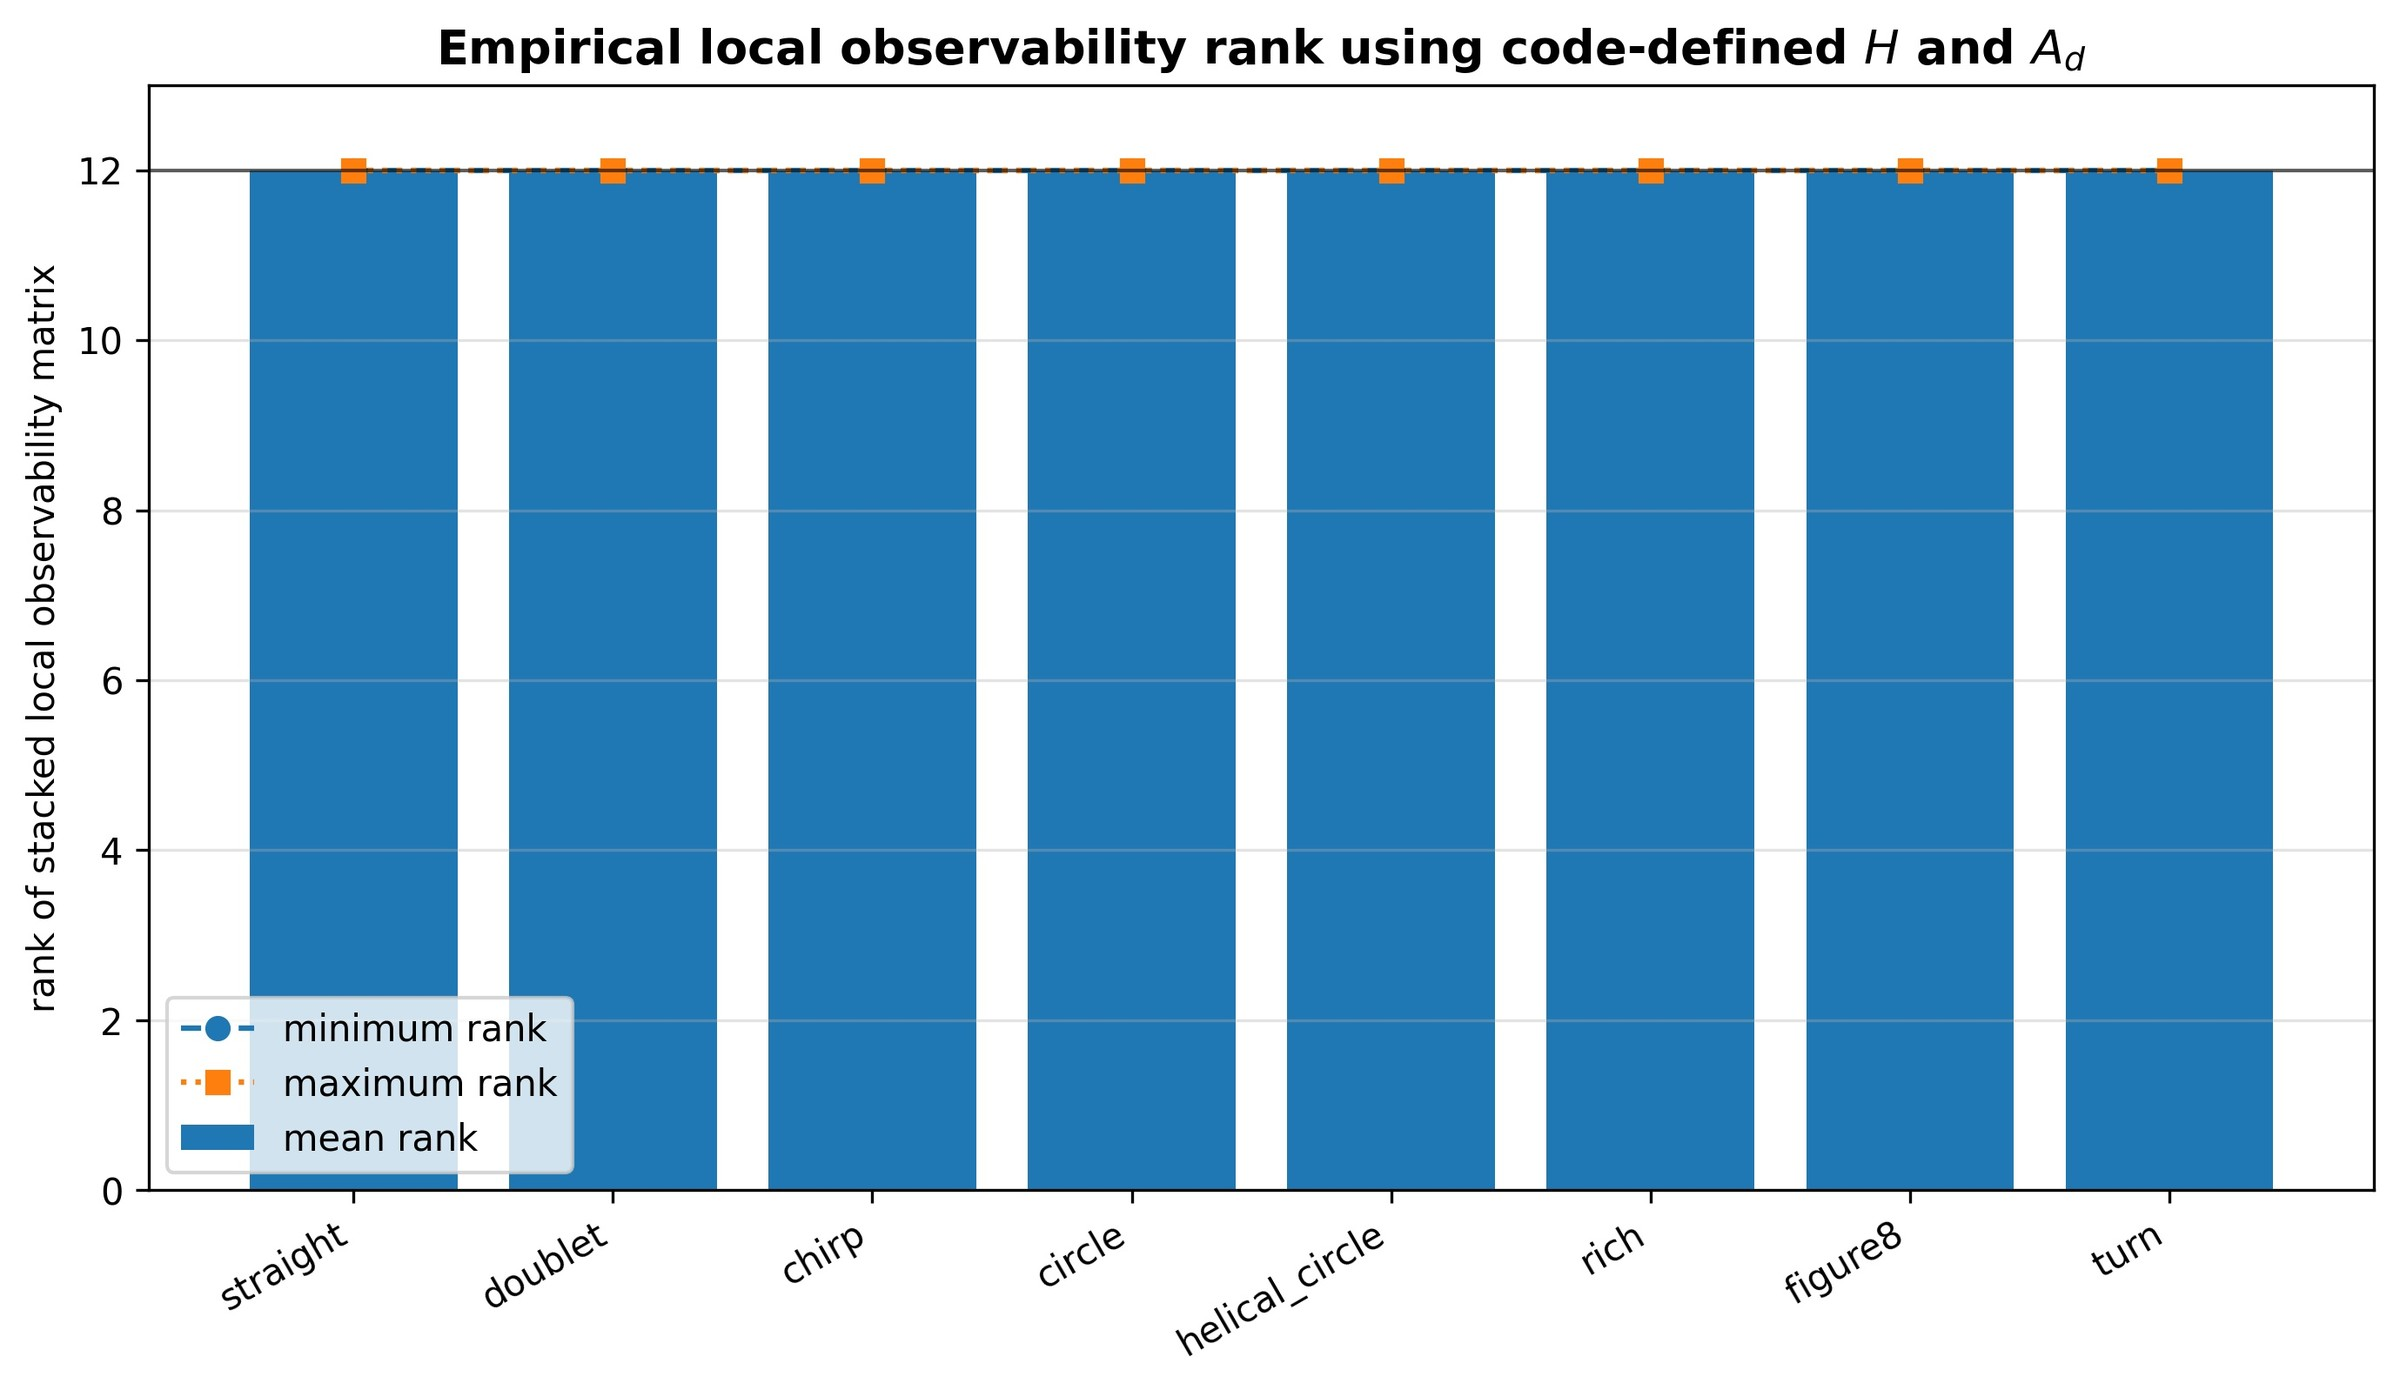 Empirical local observability rank using code-defined H and A_d
rank of stacked local observability matrix
12
10
8
6
4
2
0
minimum rank
maximum rank
mean rank
straight
doublet
chirp
circle
helical_circle
rich
figure8
turn